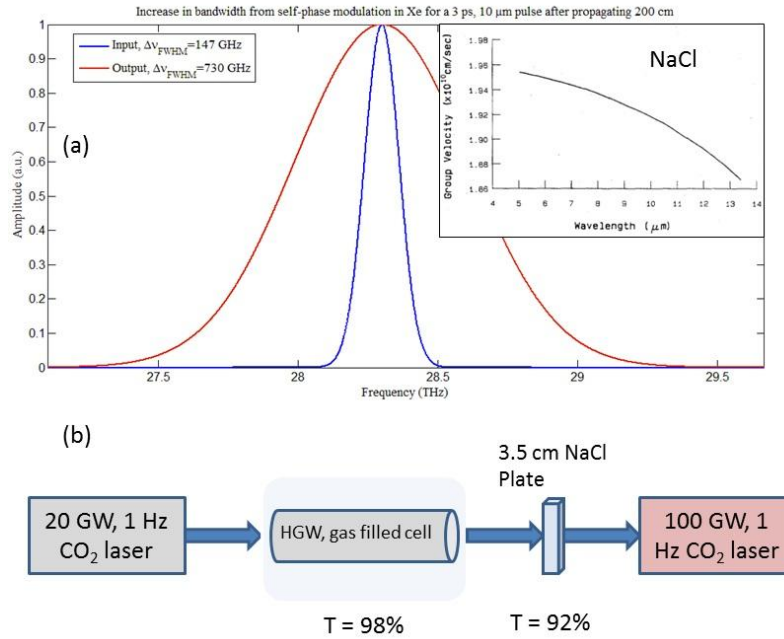 Increase in bandwidth from self-phase modulation in Xe for a 3 ps, 10 μm pulse after propagating 200 cm
Input, Δν_FWHM=147 GHz
Output, Δν_FWHM=730 GHz
(a)
Amplitude (a.u.)
1
0.9
0.8
0.7
0.6
0.5
0.4
0.3
0.2
0.1
0
27.5
28
28.5
29
29.5
Frequency (THz)
NaCl
Group Velocity (x10¹⁰cm/sec)
1.98
1.96
1.94
1.92
1.90
1.88
1.86
4 5 6 7 8 9 10 11 12 13 14
Wavelength (μm)
(b)
3.5 cm NaCl
Plate
20 GW, 1 Hz
CO₂ laser
HGW, gas filled cell
100 GW, 1
Hz CO₂ laser
T = 98%
T = 92%